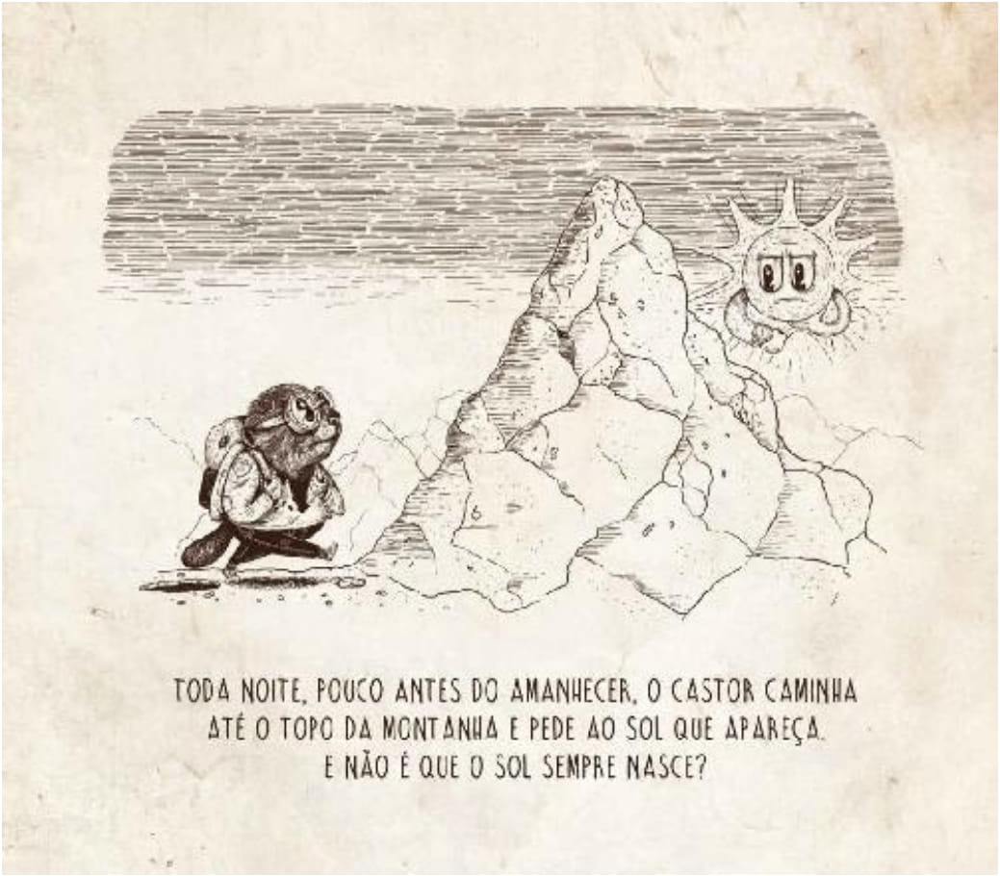 TODA NOITE, POUCO ANTES DO AMANHECER, O CASTOR CAMINHA
ATÉ O TOPO DA MONTANHA E PEDE AO SOL QUE APAREÇA.
E NÃO É QUE O SOL SEMPRE NASCE?